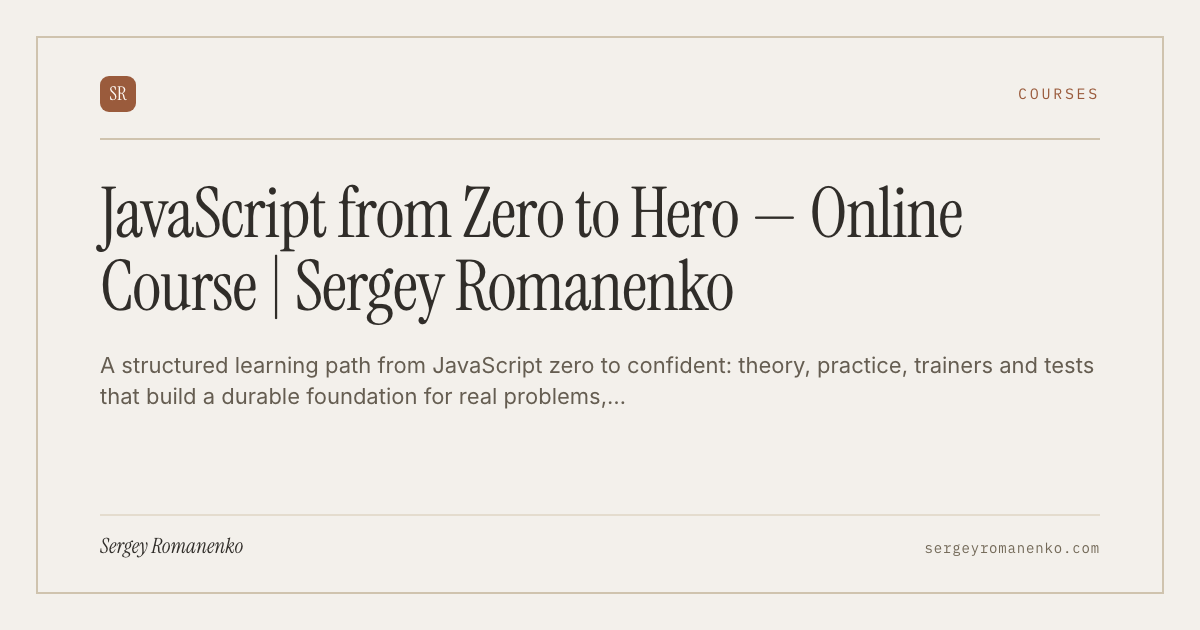 SR
COURSES
JavaScript from Zero to Hero — Online
Course | Sergey Romanenko
A structured learning path from JavaScript zero to confident: theory, practice, trainers and tests
that build a durable foundation for real problems,...
Sergey Romanenko
sergeyromanenko.com